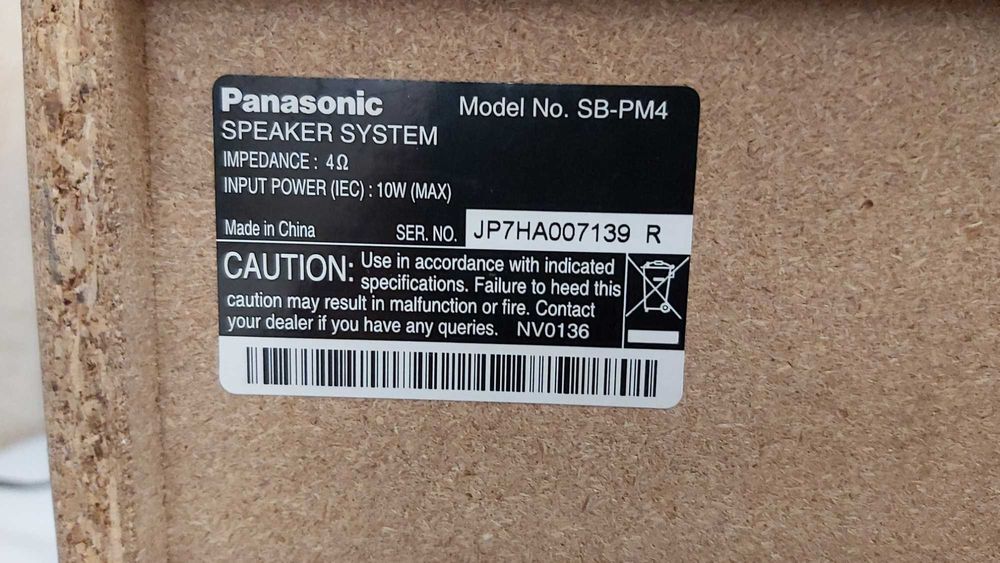 Panasonic Model No. SB-PM4
SPEAKER SYSTEM
IMPEDANCE : 4Ω
INPUT POWER (IEC) : 10W (MAX)
Made in China SER. NO. JP7HA007139 R
CAUTION: Use in accordance with indicated
specifications. Failure to heed this
caution may result in malfunction or fire. Contact
your dealer if you have any queries. NV0136